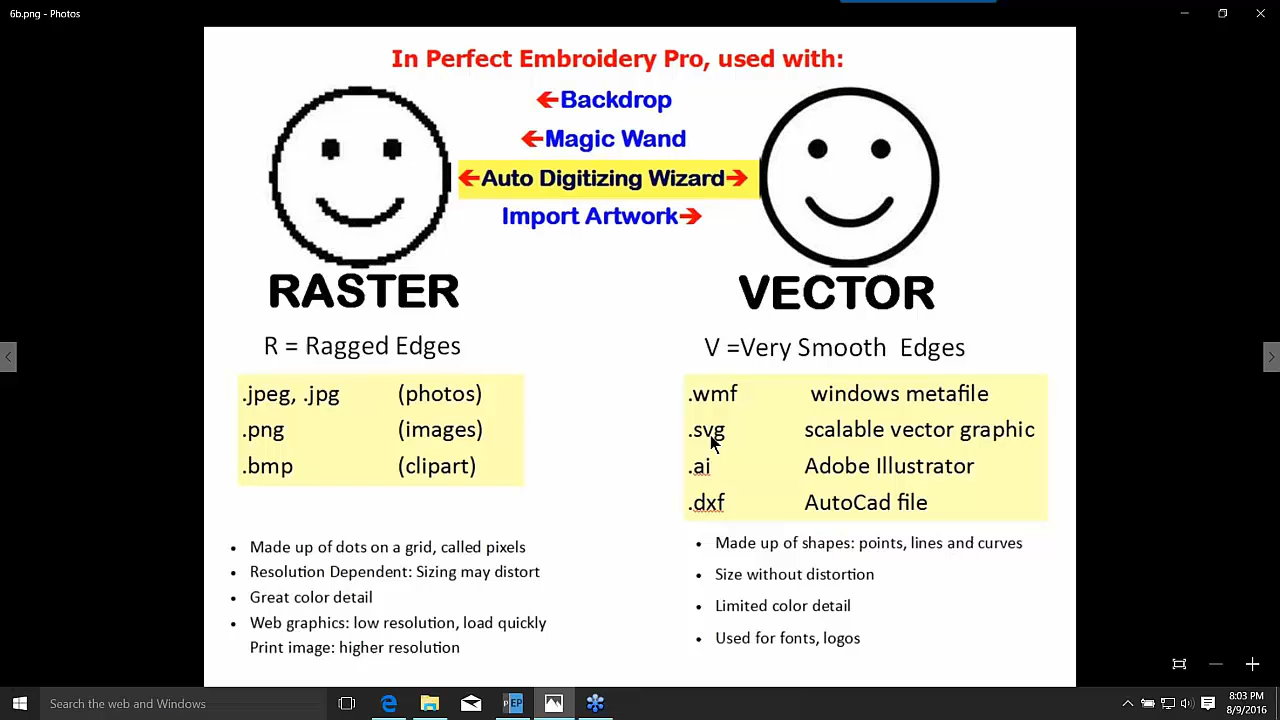 6b.png - Photos
In Perfect Embroidery Pro, used with:
Backdrop
Magic Wand
Auto Digitizing Wizard
Import Artwork
RASTER
R = Ragged Edges
.jpeg, .jpg (photos)
.png (images)
.bmp (clipart)
• Made up of dots on a grid, called pixels
• Resolution Dependent: Sizing may distort
• Great color detail
• Web graphics: low resolution, load quickly
Print image: higher resolution
VECTOR
V =Very Smooth Edges
.wmf windows metafile
.svg scalable vector graphic
.ai Adobe Illustrator
.dxf AutoCad file
• Made up of shapes: points, lines and curves
• Size without distortion
• Limited color detail
• Used for fonts, logos
Search the web and Windows
PEP
8:03 PM
8/9/2016